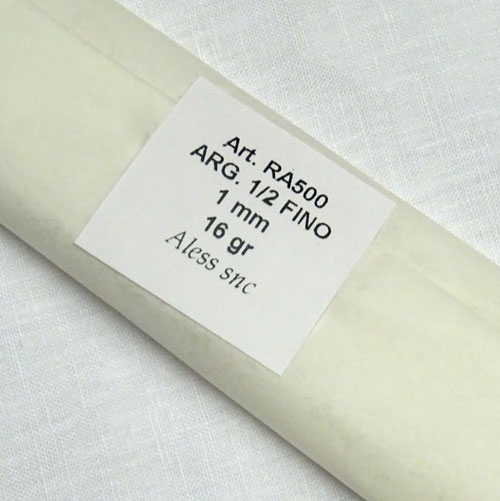 Art. RA500
ARG. 1/2 FINO
1 mm
16 gr
Aless snc